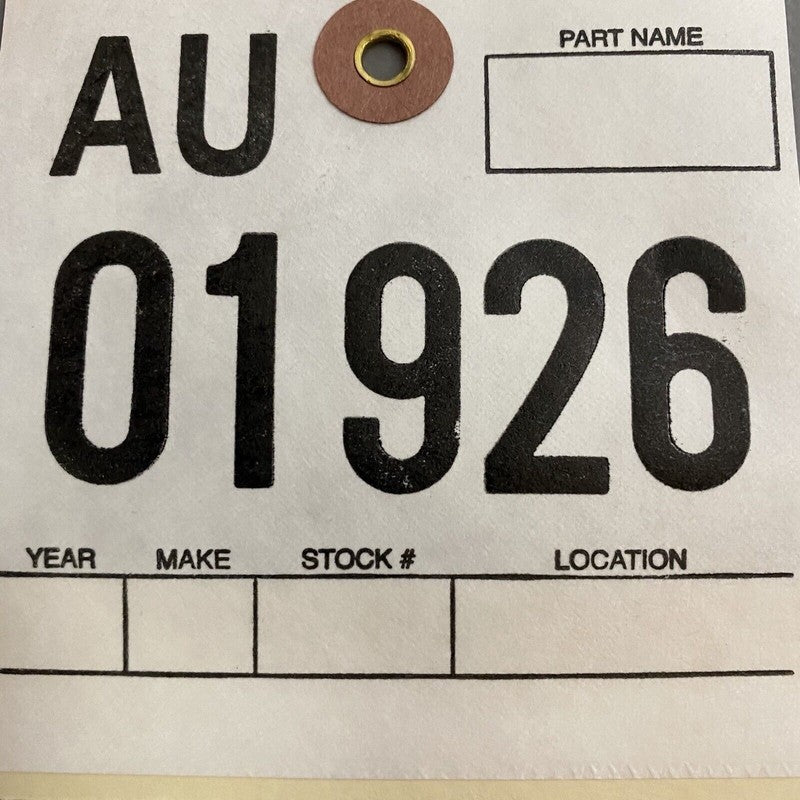 AU
PART NAME
01926
YEAR MAKE STOCK # LOCATION